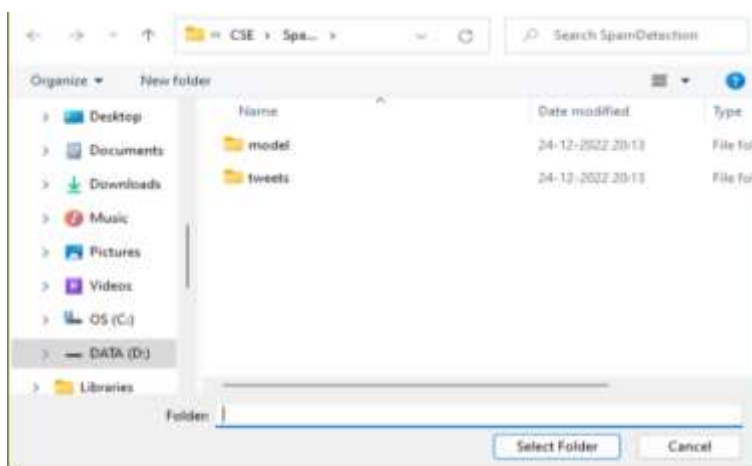 « CSE › Spa... ›
Search SpamDetection
Organize
New folder
Name
Date modified
Type
Desktop
Documents
Downloads
Music
Pictures
Videos
OS (C:)
DATA (D:)
Libraries
model
24-12-2022 20:13
File fol
tweets
24-12-2022 20:13
File fol
Folder:
Select Folder
Cancel